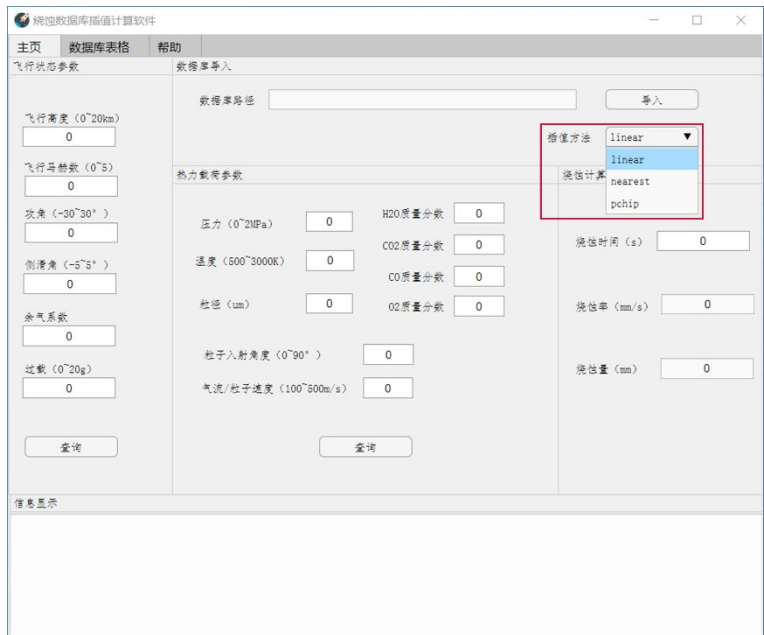 烧蚀数据库插值计算软件
主页 数据库表格 帮助
飞行状态参数
飞行高度（0~20km）
0
飞行马赫数（0~5）
0
攻角（-30~30°）
0
侧滑角（-5~5°）
0
余气系数
0
过载（0~20g）
0
查询
数据库导入
数据库路径 导入
插值方法 linear ▼
linear
nearest
pchip
热力载荷参数
压力（0~2MPa） 0
温度（500~3000K） 0
粒径（um） 0
H2O质量分数 0
CO2质量分数 0
CO质量分数 0
O2质量分数 0
粒子入射角度（0~90°） 0
气流/粒子速度（100~500m/s） 0
查询
烧蚀计算
烧蚀时间（s） 0
烧蚀率（mm/s） 0
烧蚀量（mm） 0
信息显示